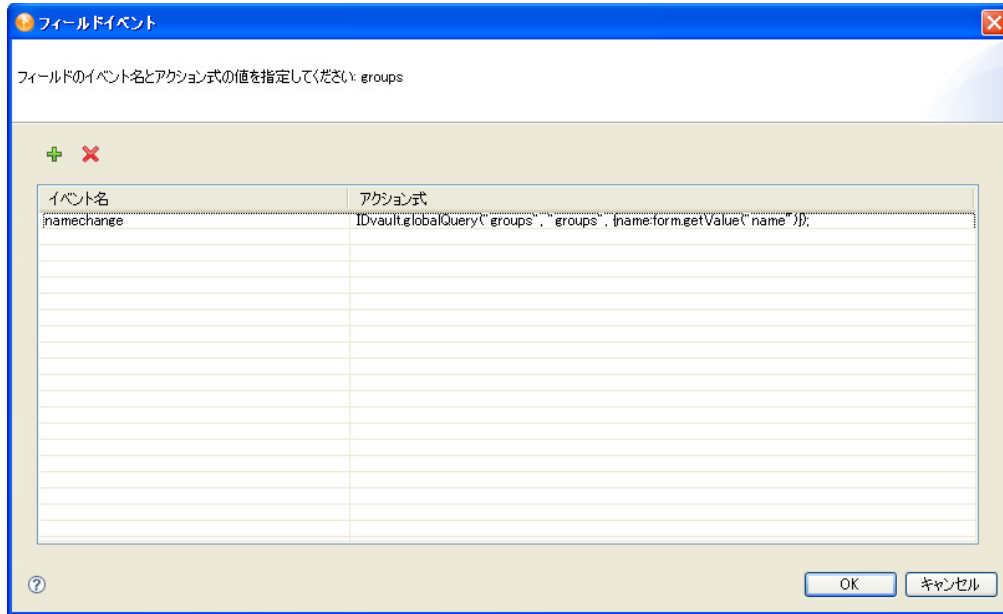 フィールドイベント
フィールドのイベント名とアクション式の値を指定してください: groups
イベント名 アクション式
namechange IDvault.globalQuery("groups", "groups", {name:form.getValue("name")});
?
OK キャンセル